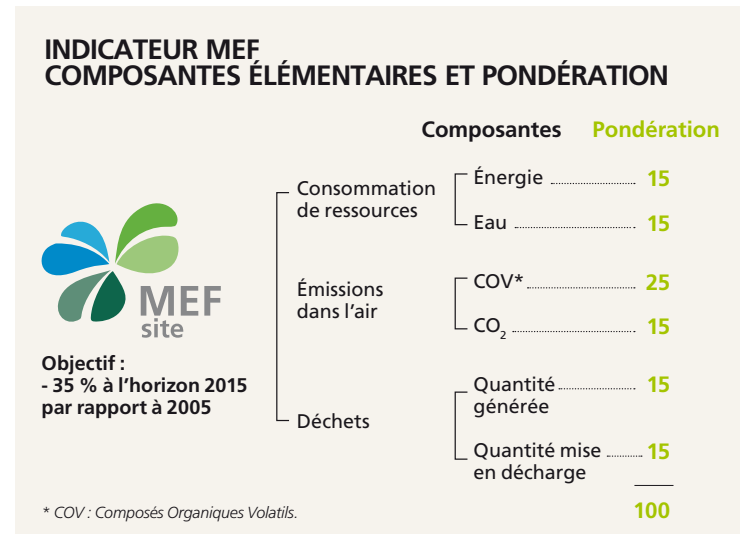 INDICATEUR MEF
COMPOSANTES ÉLÉMENTAIRES ET PONDÉRATION
Composantes Pondération
Consommation
de ressources
Énergie 15
Eau 15
Émissions
dans l'air
COV* 25
CO₂ 15
Déchets
Quantité
générée 15
Quantité mise
en décharge 15
100
MEF
site
Objectif :
- 35 % à l'horizon 2015
par rapport à 2005
* COV : Composés Organiques Volatils.